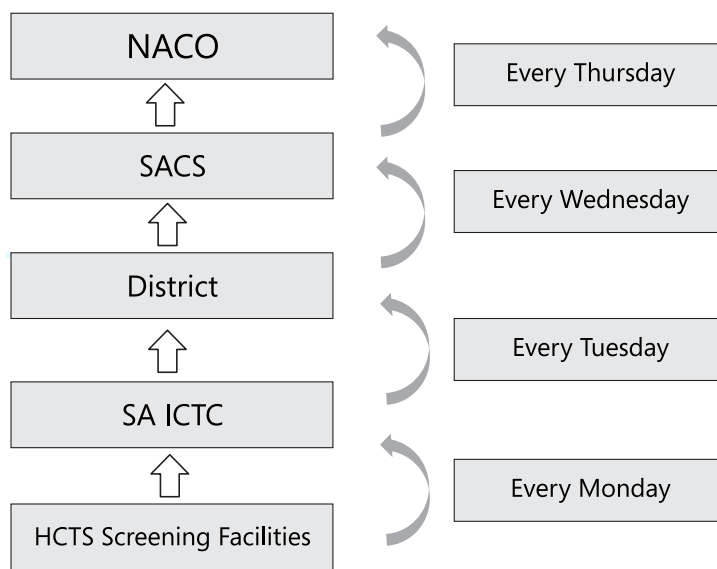 NACO
Every Thursday
SACS
Every Wednesday
District
Every Tuesday
SA ICTC
Every Monday
HCTS Screening Facilities